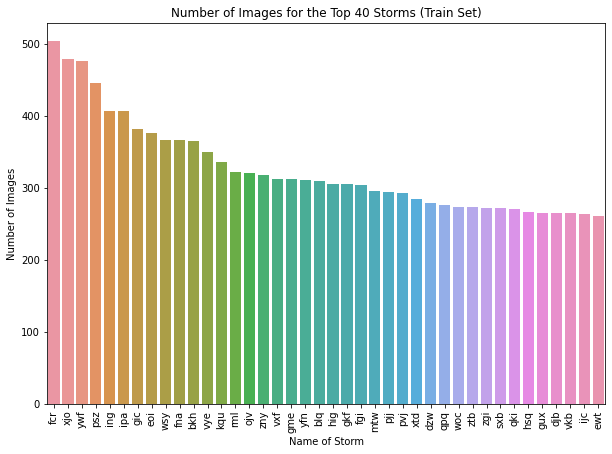 Number of Images for the Top 40 Storms (Train Set)
Number of Images
500
400
300
200
100
0
fcr xjo ywf psz ing ipa gic eoi wsy fna bkh vye kqu rml ojv zny vxf gme yfn blq hig gkf fgi mtw pjj pvj xtd dzw qpq woc ztb zgi sxb qki hsq gux djb vkb ijc ewt
Name of Storm